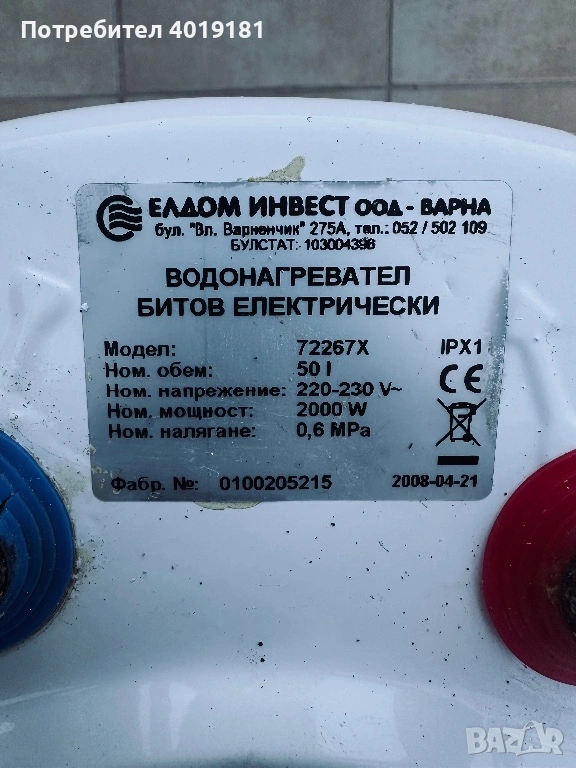 Потребител 4019181
ЕЛДОМ ИНВЕСТ ООД - ВАРНА
бул. "Вл. Варненчик" 275А, тел.: 052 / 502 109
БУЛСТАТ: 103004396
ВОДОНАГРЕВАТЕЛ
БИТОВ ЕЛЕКТРИЧЕСКИ
Модел: 72267X IPX1
Ном. обем: 50 l
Ном. напрежение: 220-230 V~
Ном. мощност: 2000 W
Ном. налягане: 0,6 MPa
CE
Фабр. №: 0100205215 2008-04-21
BAZAR